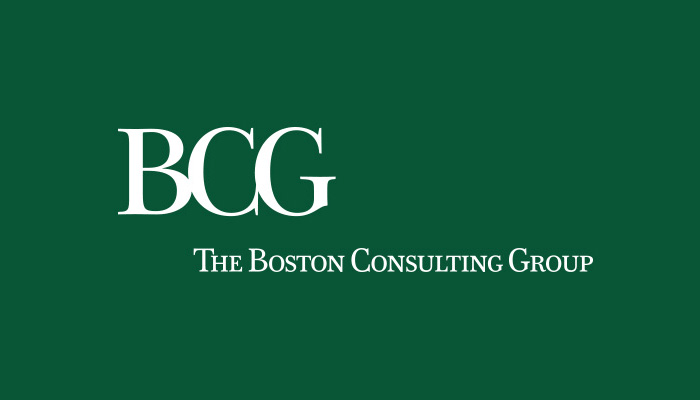 BCG
The Boston Consulting Group